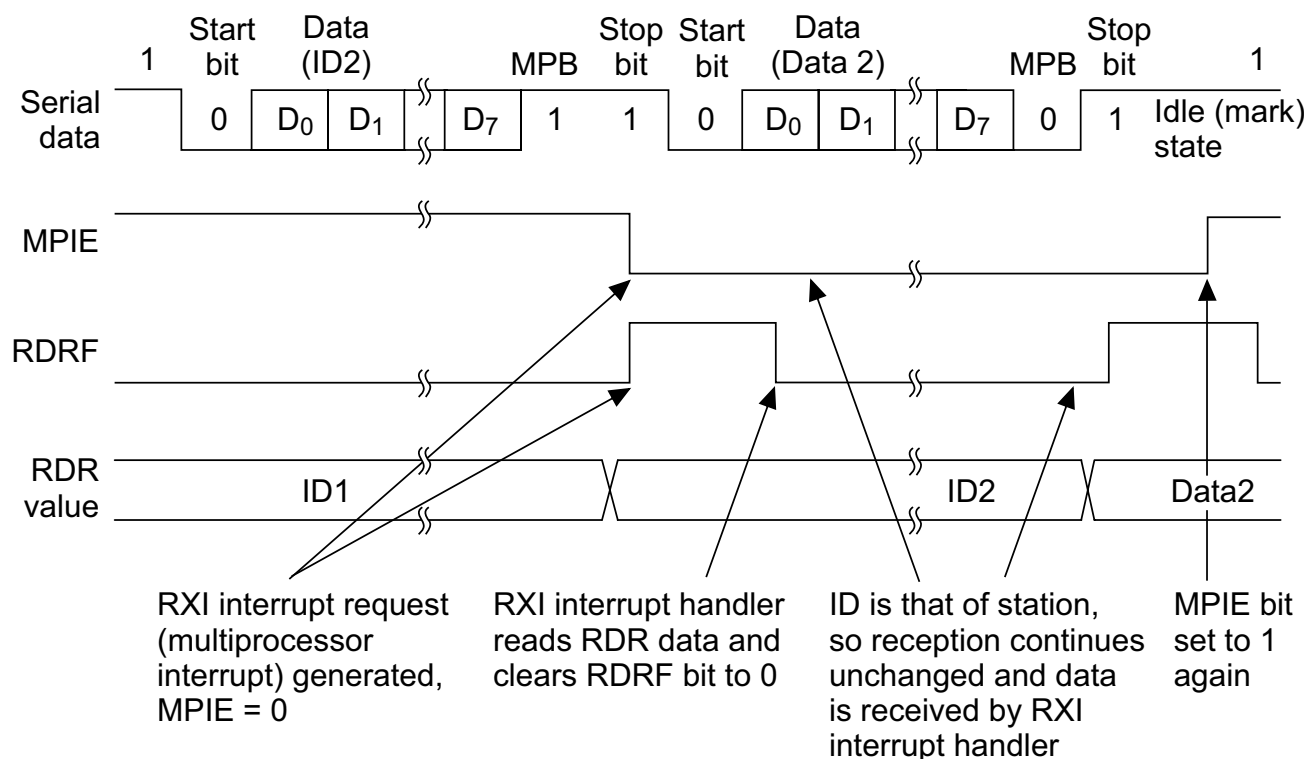 Start Data Stop Start Data Stop
1 bit (ID2) MPB bit bit (Data 2) MPB bit 1
Serial data 0 D0 D1 D7 1 1 0 D0 D1 D7 0 1 Idle (mark) state
MPIE
RDRF
RDR value ID1 ID2 Data2
RXI interrupt request
(multiprocessor
interrupt) generated,
MPIE = 0
RXI interrupt handler
reads RDR data and
clears RDRF bit to 0
ID is that of station,
so reception continues
unchanged and data
is received by RXI
interrupt handler
MPIE bit
set to 1
again